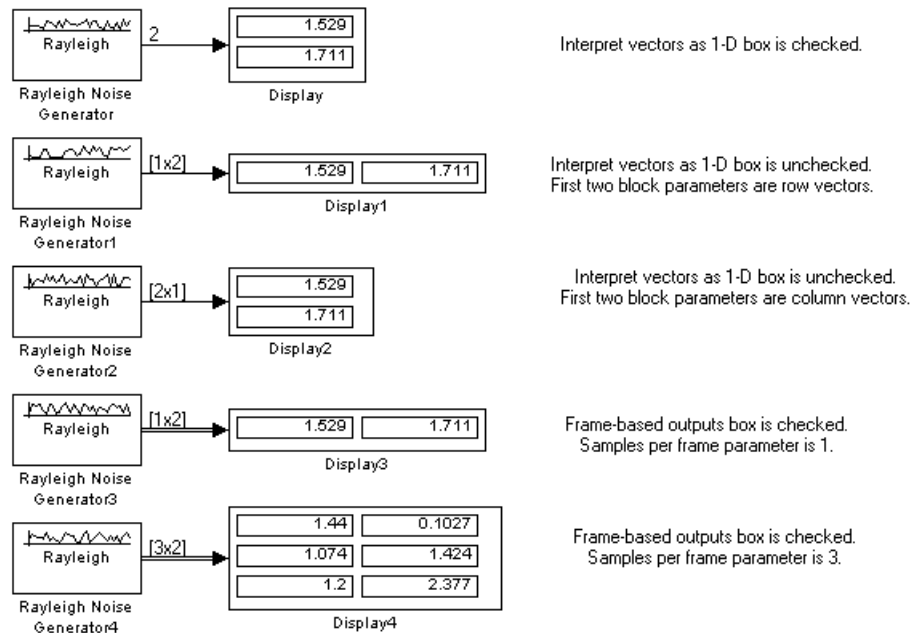 Rayleigh
2
1.529
1.711
Rayleigh Noise
Generator
Display
Interpret vectors as 1-D box is checked.
Rayleigh
[1x2]
1.529 1.711
Rayleigh Noise
Generator1
Display1
Interpret vectors as 1-D box is unchecked.
First two block parameters are row vectors.
Rayleigh
[2x1]
1.529
1.711
Rayleigh Noise
Generator2
Display2
Interpret vectors as 1-D box is unchecked.
First two block parameters are column vectors.
Rayleigh
[1x2]
1.529 1.711
Rayleigh Noise
Generator3
Display3
Frame-based outputs box is checked.
Samples per frame parameter is 1.
Rayleigh
[3x2]
1.44 0.1027
1.074 1.424
1.2 2.377
Rayleigh Noise
Generator4
Display4
Frame-based outputs box is checked.
Samples per frame parameter is 3.